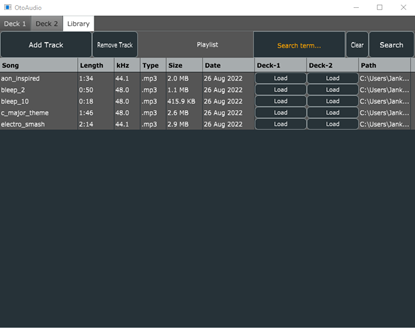 OtoAudio
Deck 1 Deck 2 Library
Add Track Remove Track Playlist Search term... Clear Search
Song Length kHz Type Size Date Deck-1 Deck-2 Path
aon_inspired 1:34 44.1 .mp3 2.0 MB 26 Aug 2022 Load Load C:\Users\Jank...
bleep_2 0:50 48.0 .mp3 1.1 MB 26 Aug 2022 Load Load C:\Users\Jank...
bleep_10 0:18 48.0 .mp3 415.9 KB 26 Aug 2022 Load Load C:\Users\Jank...
c_major_theme 1:46 48.0 .mp3 2.6 MB 26 Aug 2022 Load Load C:\Users\Jank...
electro_smash 2:14 44.1 .mp3 2.9 MB 26 Aug 2022 Load Load C:\Users\Jank...